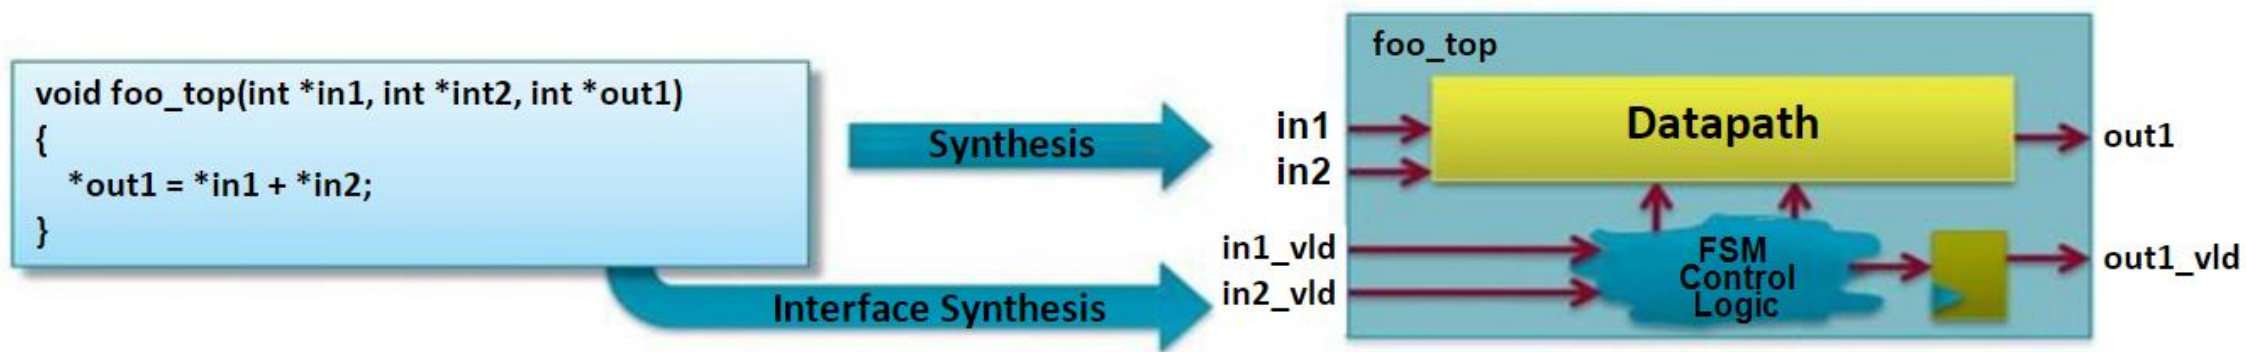 void foo_top(int *in1, int *int2, int *out1)
{
*out1 = *in1 + *in2;
}
Synthesis
Interface Synthesis
foo_top
in1
in2
Datapath
out1
in1_vld
in2_vld
FSM
Control
Logic
out1_vld